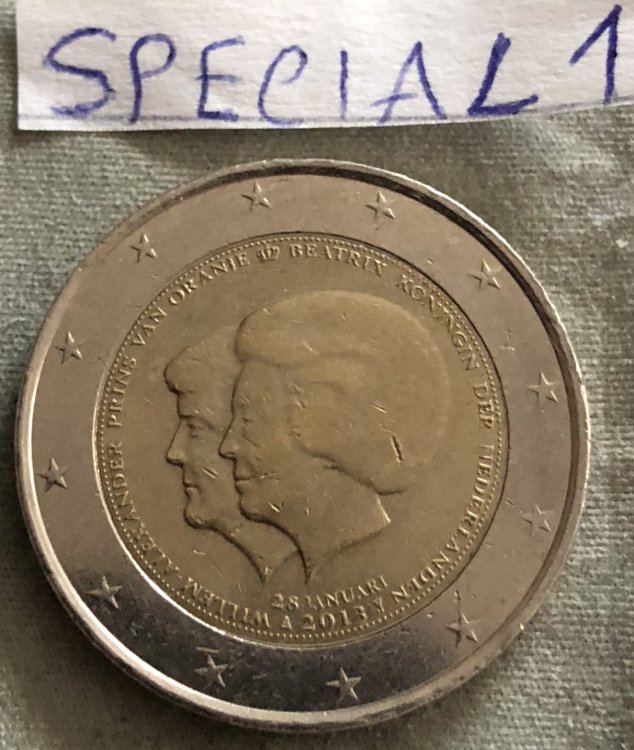 SPECIAL 1
WILLEM-ALEXANDER PRINS VAN ORANJE BEATRIX KONINGIN DER NEDERLANDEN
28 JANUARI
2013